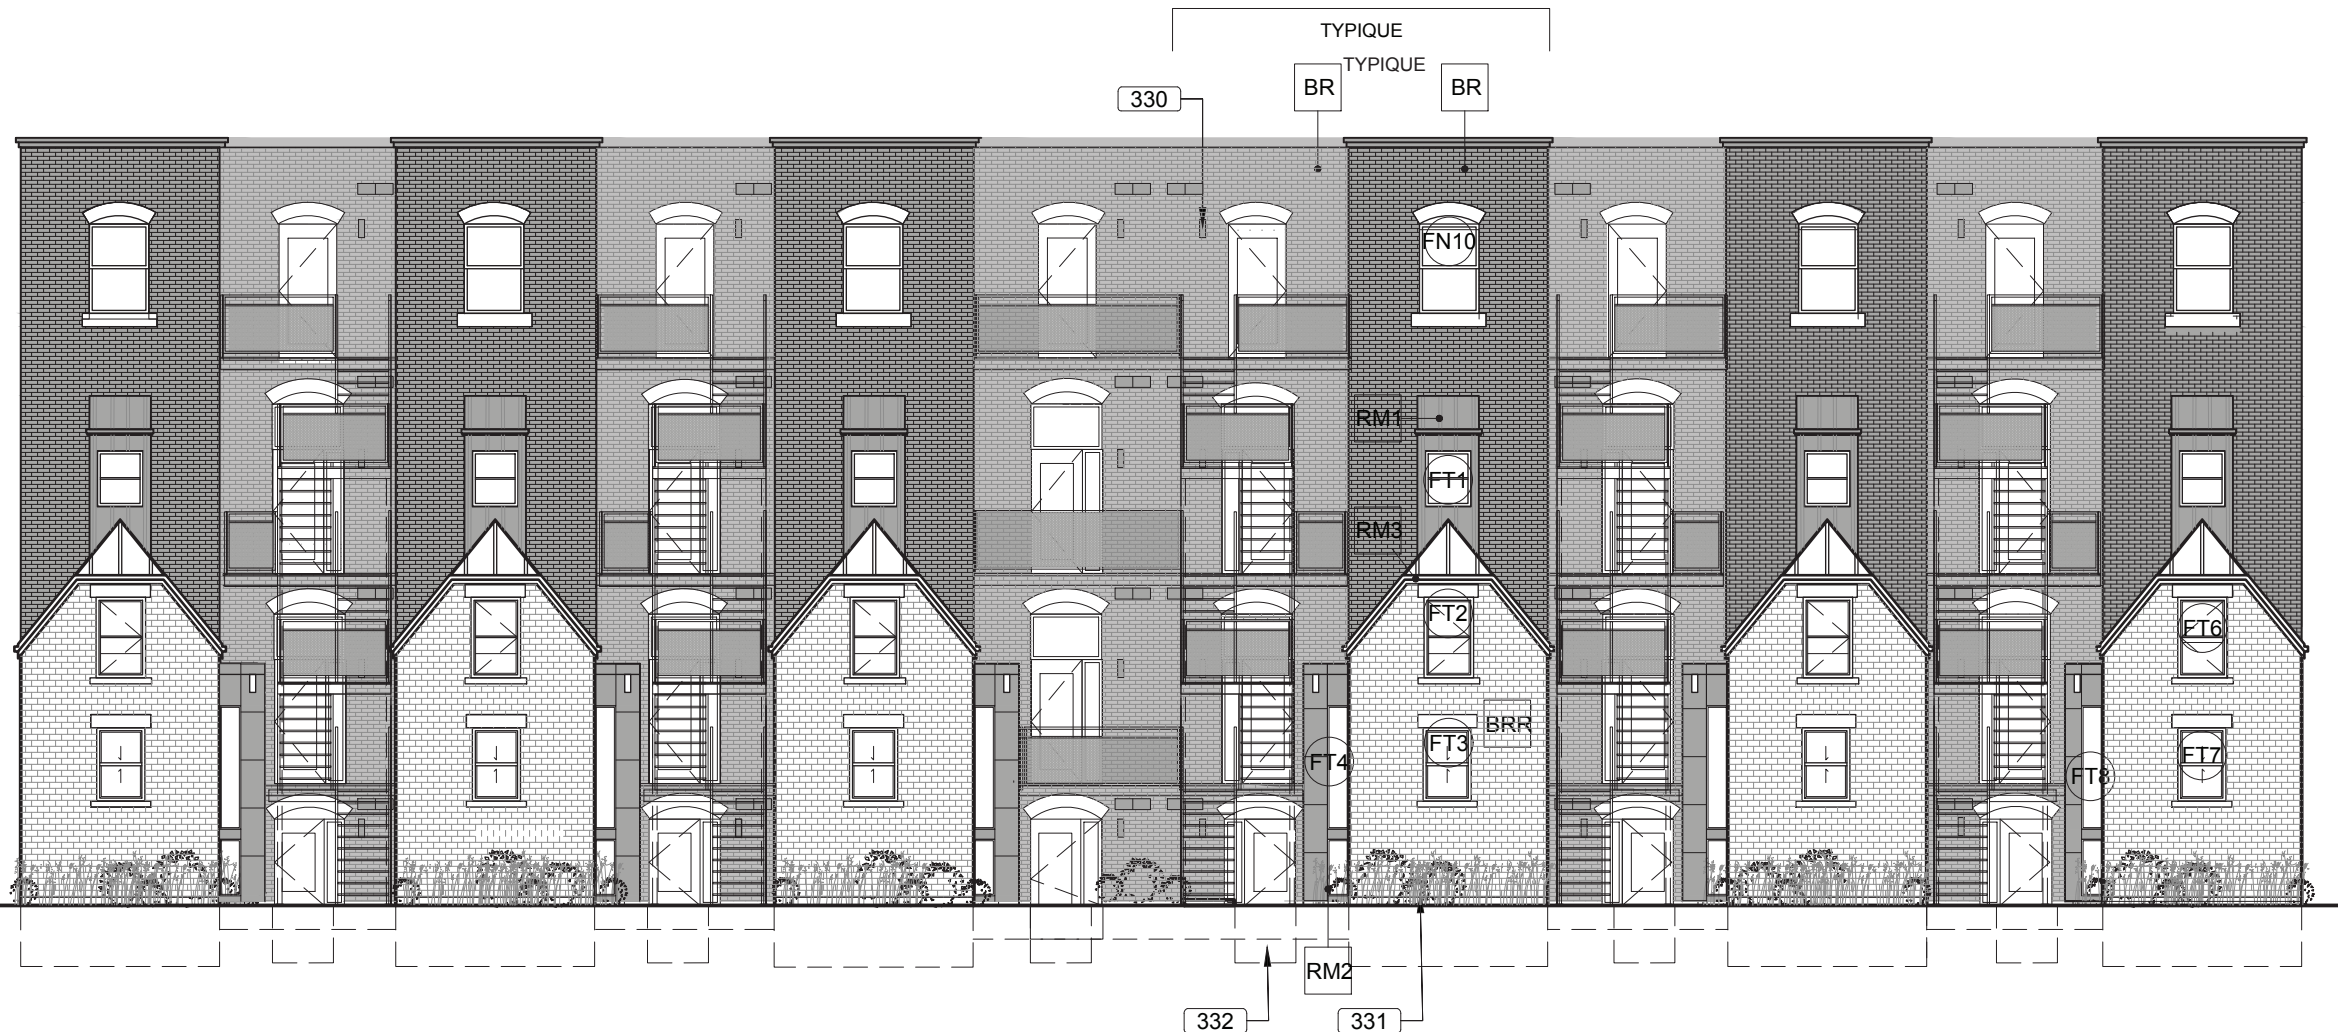 TYPIQUE
TYPIQUE
BR
BR
330
FN10
RM1
FT1
RM3
FT2
FT6
BRR
FT3
FT4
FT7
FT8
RM2
332
331